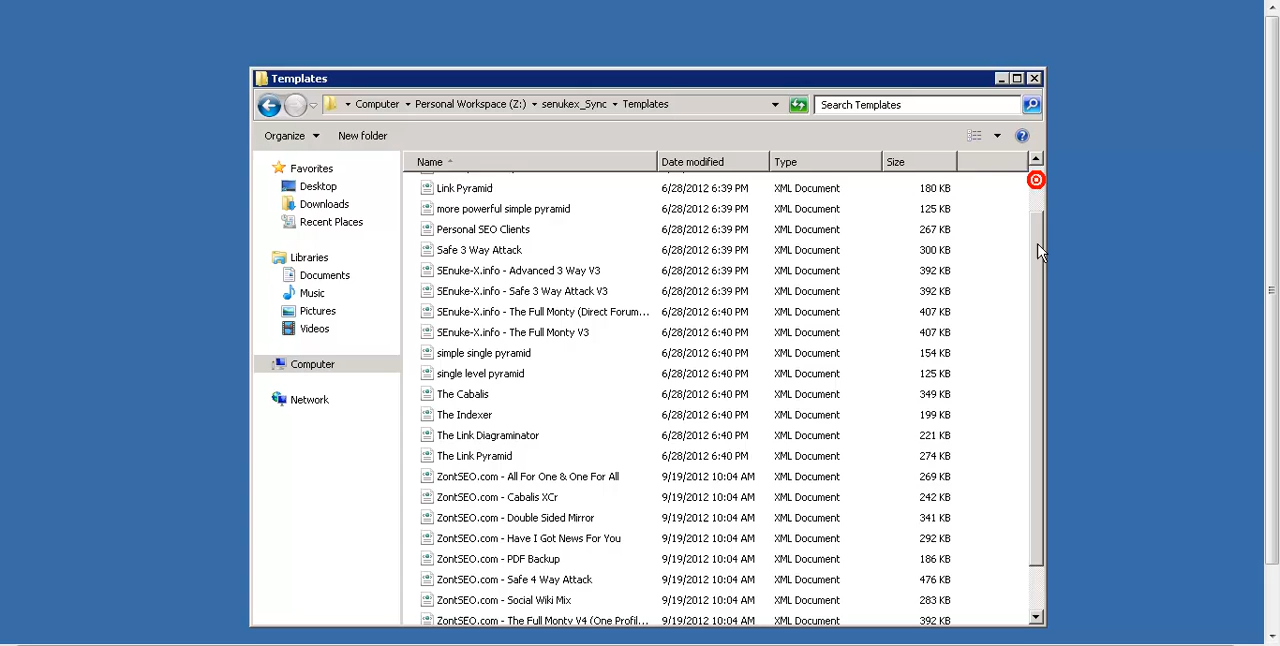 Templates
Computer Personal Workspace (Z:) senukex_Sync Templates Search Templates
Organize New folder
Name Date modified Type Size
Favorites
Desktop
Downloads
Recent Places
Libraries
Documents
Music
Pictures
Videos
Computer
Network
Link Pyramid 6/28/2012 6:39 PM XML Document 180 KB
more powerful simple pyramid 6/28/2012 6:39 PM XML Document 125 KB
Personal SEO Clients 6/28/2012 6:39 PM XML Document 267 KB
Safe 3 Way Attack 6/28/2012 6:39 PM XML Document 300 KB
SEnuke-X.info - Advanced 3 Way V3 6/28/2012 6:39 PM XML Document 392 KB
SEnuke-X.info - Safe 3 Way Attack V3 6/28/2012 6:39 PM XML Document 392 KB
SEnuke-X.info - The Full Monty (Direct Forum... 6/28/2012 6:40 PM XML Document 407 KB
SEnuke-X.info - The Full Monty V3 6/28/2012 6:40 PM XML Document 407 KB
simple single pyramid 6/28/2012 6:40 PM XML Document 154 KB
single level pyramid 6/28/2012 6:40 PM XML Document 125 KB
The Cabalis 6/28/2012 6:40 PM XML Document 349 KB
The Indexer 6/28/2012 6:40 PM XML Document 199 KB
The Link Diagraminator 6/28/2012 6:40 PM XML Document 221 KB
The Link Pyramid 6/28/2012 6:40 PM XML Document 274 KB
ZontSEO.com - All For One & One For All 9/19/2012 10:04 AM XML Document 269 KB
ZontSEO.com - Cabalis XCr 9/19/2012 10:04 AM XML Document 242 KB
ZontSEO.com - Double Sided Mirror 9/19/2012 10:04 AM XML Document 341 KB
ZontSEO.com - Have I Got News For You 9/19/2012 10:04 AM XML Document 292 KB
ZontSEO.com - PDF Backup 9/19/2012 10:04 AM XML Document 186 KB
ZontSEO.com - Safe 4 Way Attack 9/19/2012 10:04 AM XML Document 476 KB
ZontSEO.com - Social Wiki Mix 9/19/2012 10:04 AM XML Document 283 KB
ZontSEO.com - The Full Monty V4 (One Profil... 9/19/2012 10:04 AM XML Document 392 KB